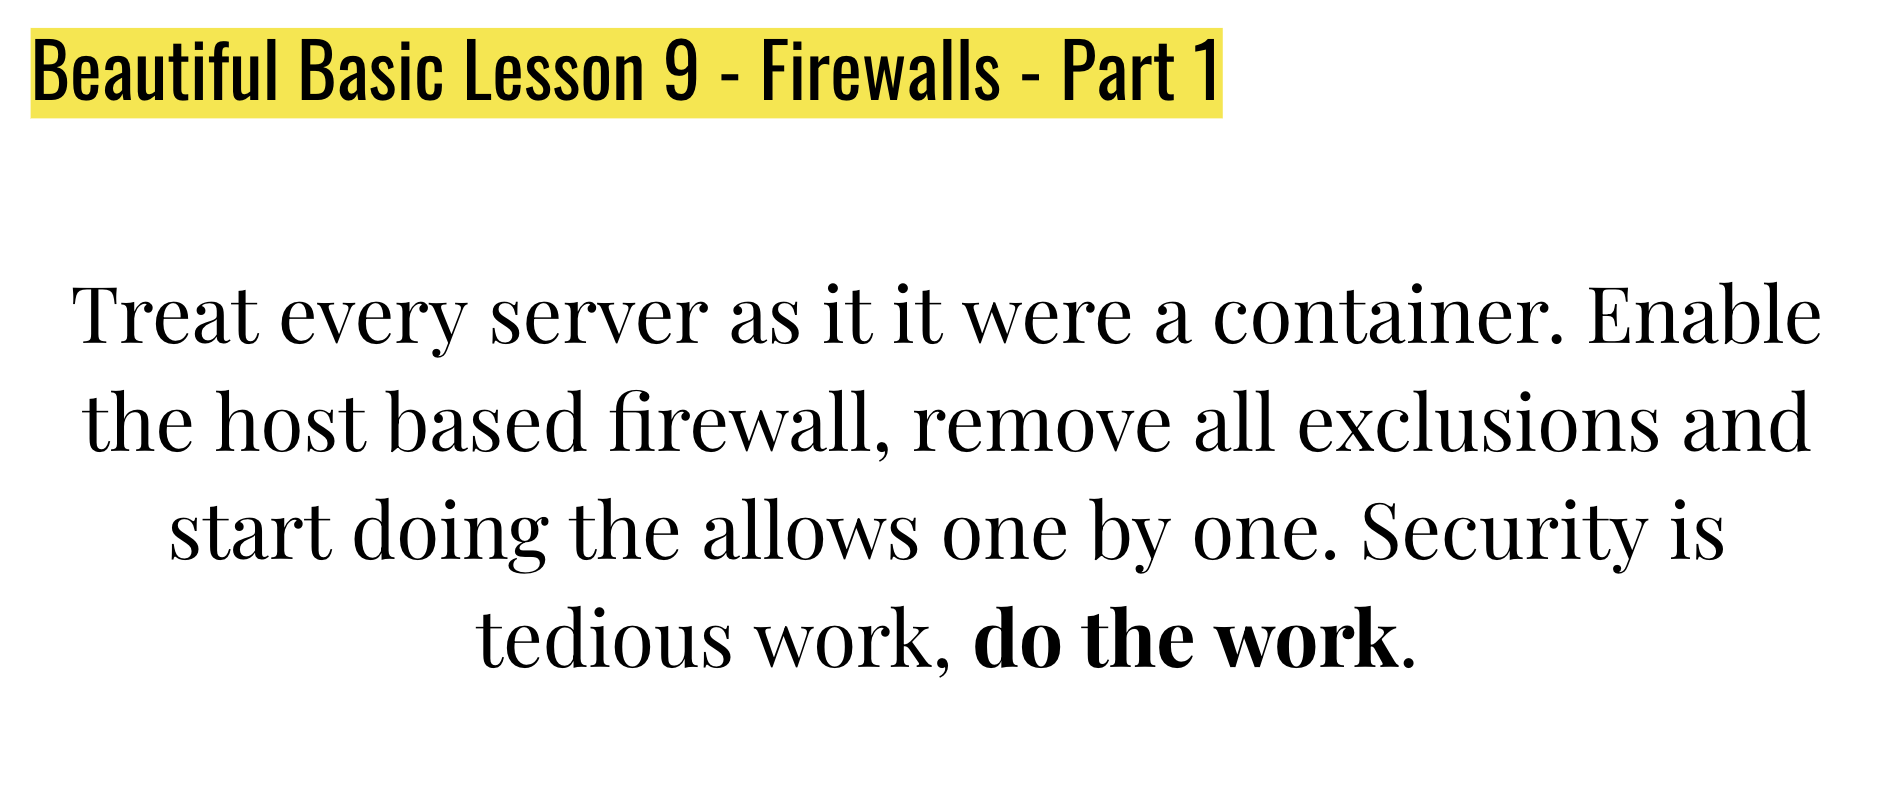 Beautiful Basic Lesson 9 - Firewalls - Part 1
Treat every server as it it were a container. Enable
the host based firewall, remove all exclusions and
start doing the allows one by one. Security is
tedious work, do the work.